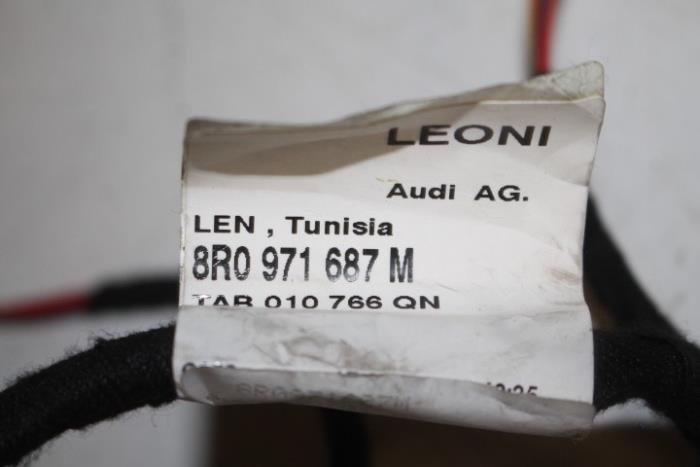 LEONI
Audi AG.
LEN , Tunisia
8R0 971 687 M
TAB 010 766 QN